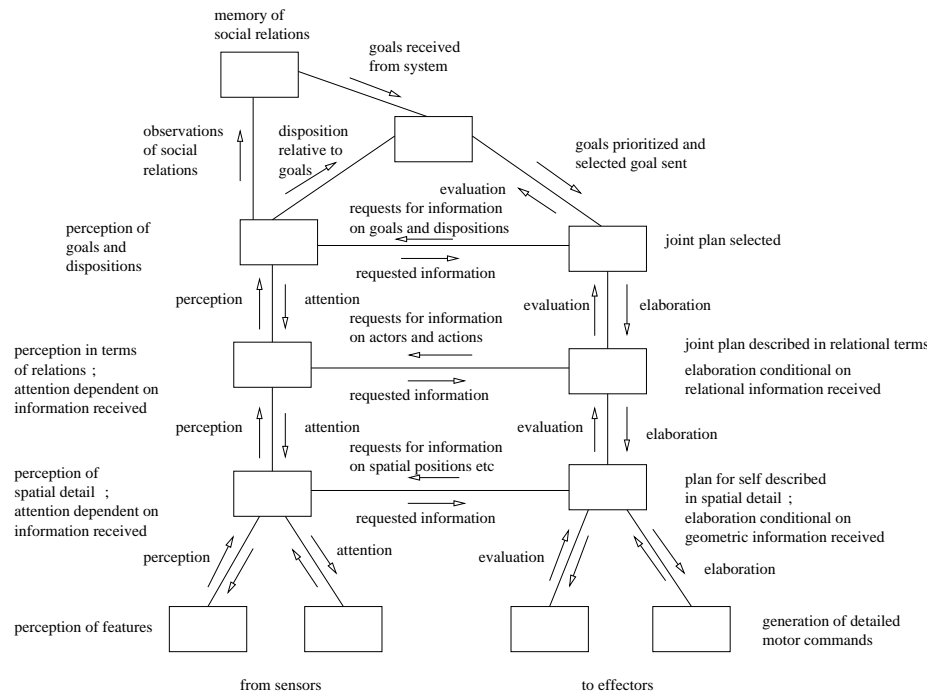 memory of
social relations
goals received
from system
observations
of social
relations
disposition
relative to
goals
goals prioritized and
selected goal sent
evaluation
requests for information
on goals and dispositions
perception of
goals and
dispositions
joint plan selected
requested information
perception
attention
evaluation
elaboration
requests for information
on actors and actions
perception in terms
of relations ;
attention dependent on
information received
joint plan described in relational terms
elaboration conditional on
relational information received
requested information
perception
attention
evaluation
elaboration
requests for information
on spatial positions etc
perception of
spatial detail ;
attention dependent on
information received
plan for self described
in spatial detail ;
elaboration conditional on
geometric information received
requested information
perception
attention
evaluation
elaboration
perception of features
generation of detailed
motor commands
from sensors
to effectors